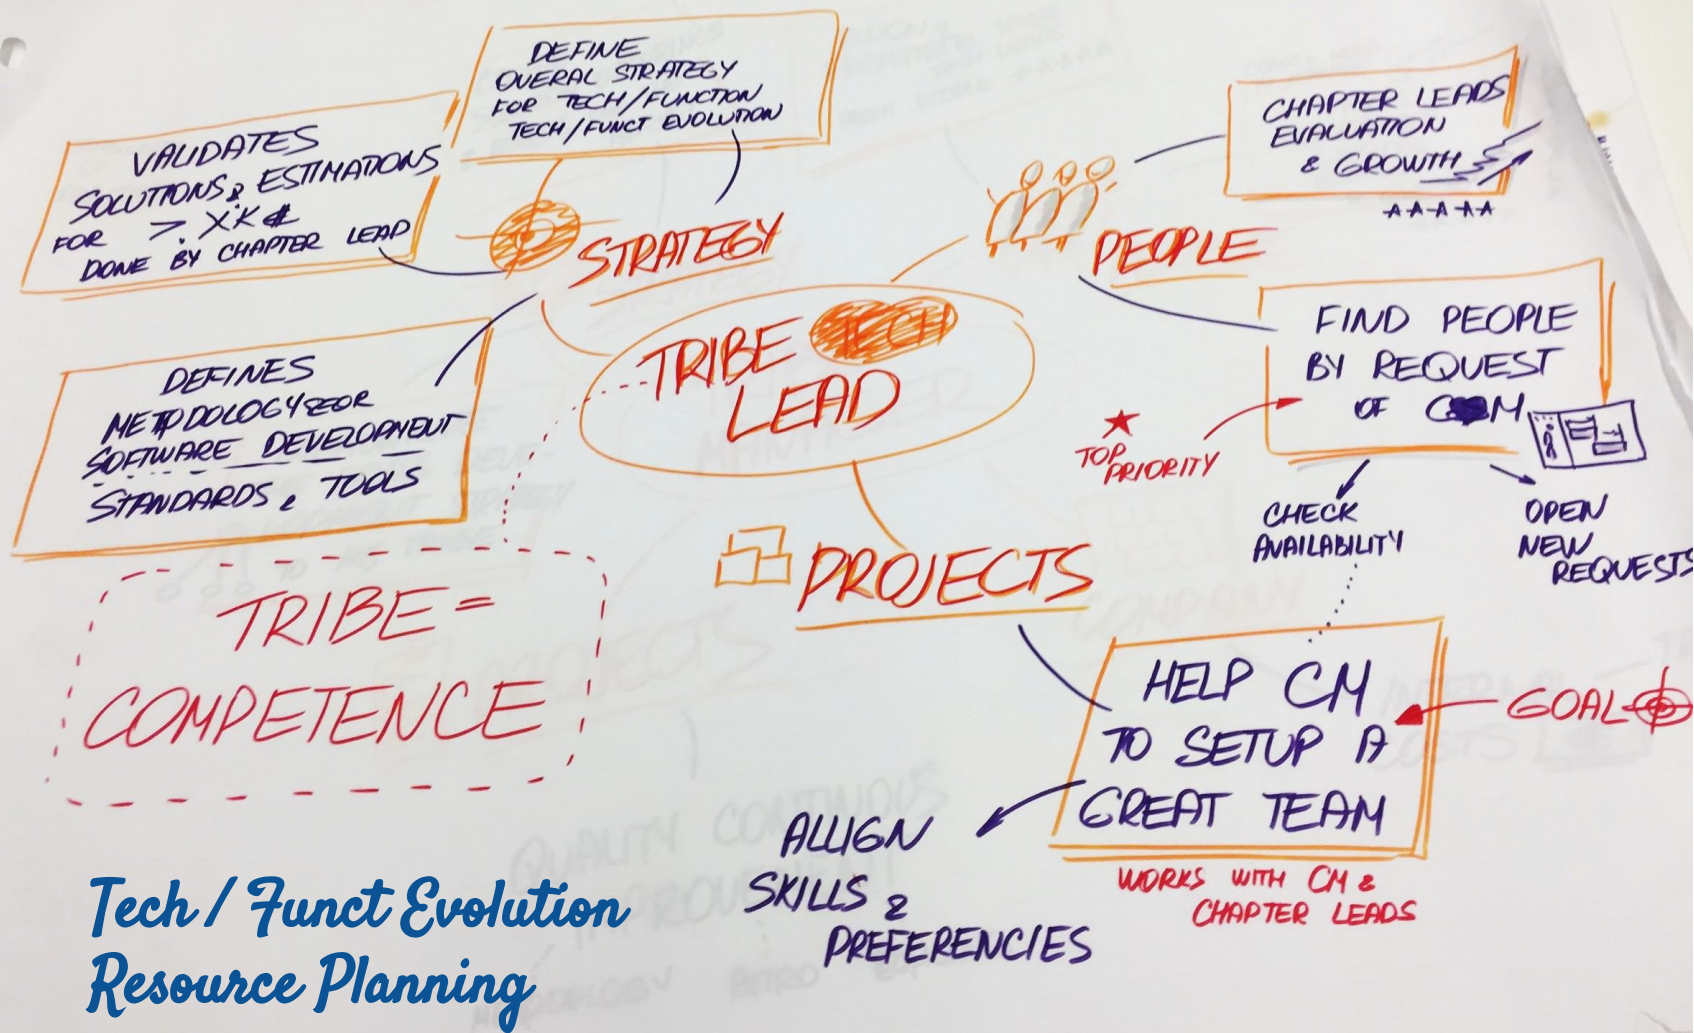 DEFINE
OVERAL STRATEGY
FOR TECH/FUNCTION
TECH/FUNCT EVOLUTION
VALIDATES
SOLUTIONS & ESTIMATIONS
FOR >. XK €
DONE BY CHAPTER LEAD
STRATEGY
DEFINES
SOFTWARE DEVELOPMENT
STANDARDS & TOOLS
TRIBE TECH
LEAD
PEOPLE
CHAPTER LEADS
EVALUATION
& GROWTH
FIND PEOPLE
BY REQUEST
OF CM
TOP
PRIORITY
CHECK
AVAILABILITY
OPEN
NEW
REQUESTS
PROJECTS
HELP CM
TO SETUP A
GREAT TEAM
GOAL
WORKS WITH CM &
CHAPTER LEADS
ALLIGN
SKILLS &
PREFERENCIES
TRIBE =
COMPETENCE
Tech / Funct Evolution
Resource Planning